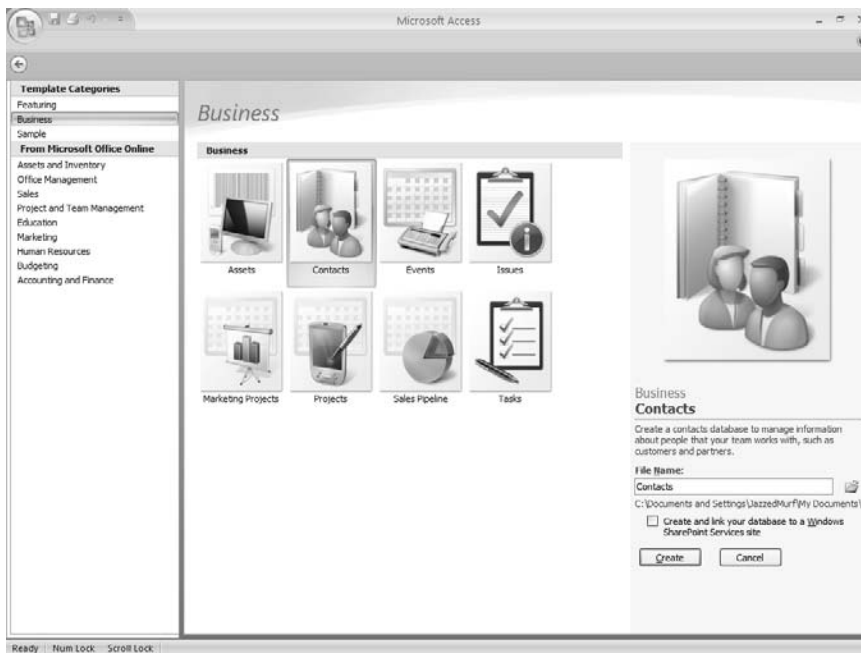 Microsoft Access
Template Categories
Featuring
Business
Sample
From Microsoft Office Online
Assets and Inventory
Office Management
Sales
Project and Team Management
Education
Marketing
Human Resources
Budgeting
Accounting and Finance
Business
Business
Assets
Contacts
Events
Issues
Marketing Projects
Projects
Sales Pipeline
Tasks
Business
Contacts
Create a contacts database to manage information
about people that your team works with, such as
customers and partners.
File Name:
Contacts
C:\Documents and Settings\JazzedMurf\My Documents\
Create and link your database to a Windows
SharePoint Services site
Create
Cancel
Ready
Num Lock
Scroll Lock